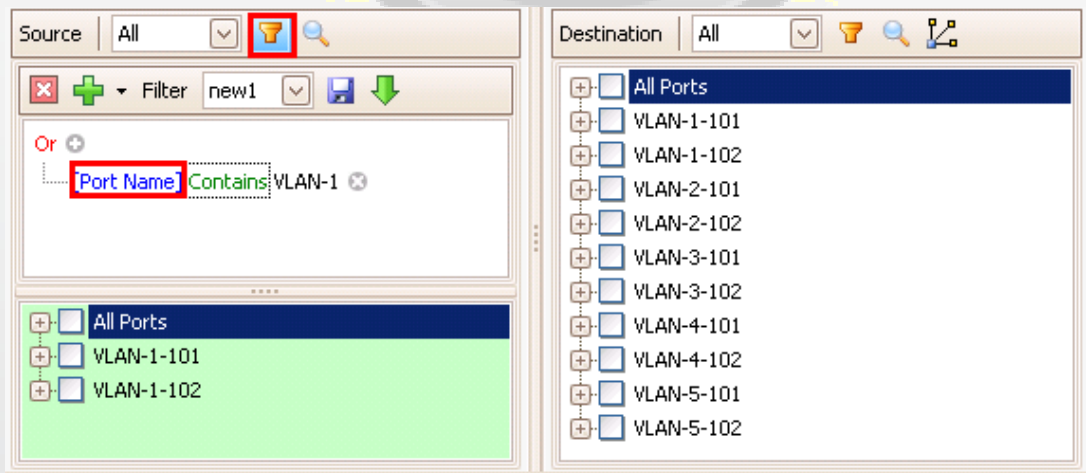 Source All
Filter new1
Or
[Port Name] Contains VLAN-1
All Ports
VLAN-1-101
VLAN-1-102
Destination All
All Ports
VLAN-1-101
VLAN-1-102
VLAN-2-101
VLAN-2-102
VLAN-3-101
VLAN-3-102
VLAN-4-101
VLAN-4-102
VLAN-5-101
VLAN-5-102